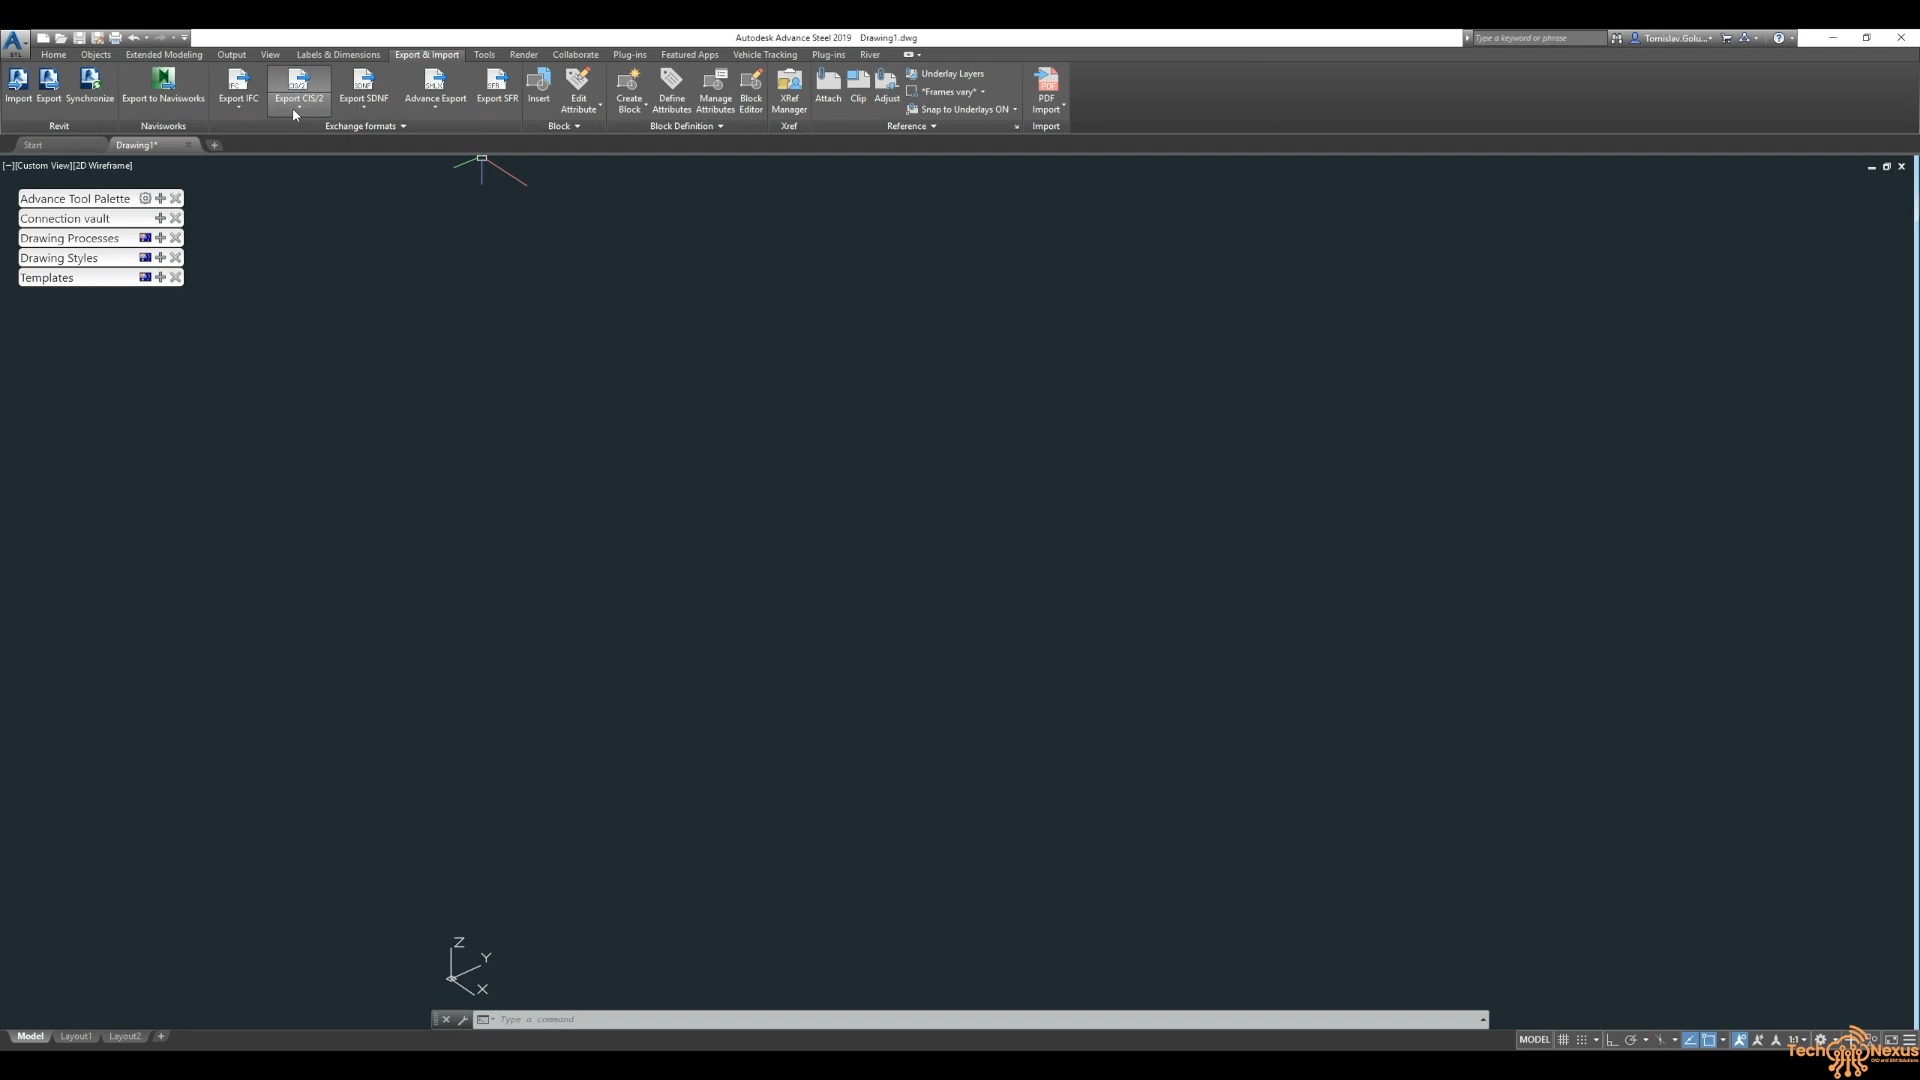 Autodesk Advance Steel 2019 Drawing1.dwg
Type a keyword or phrase
Tomislav.Golu...
Home Objects Extended Modeling Output View Labels & Dimensions Export & Import Tools Render Collaborate Plug-ins Featured Apps Vehicle Tracking Plug-ins River
Import Export Synchronize Export to Navisworks Export IFC Export CIS/2 Export SDNF Advance Export Export SFR Insert Edit Attribute Create Block Define Attributes Manage Attributes Block Editor XRef Manager Attach Clip Adjust
Underlay Layers
*Frames vary*
Snap to Underlays ON
PDF Import
Revit Navisworks Exchange formats Block Block Definition Xref Reference Import
Start Drawing1*
[−][Custom View][2D Wireframe]
Advance Tool Palette
Connection vault
Drawing Processes
Drawing Styles
Templates
Z
Y
X
Type a command
Model Layout1 Layout2
MODEL 1:1
TechNexus